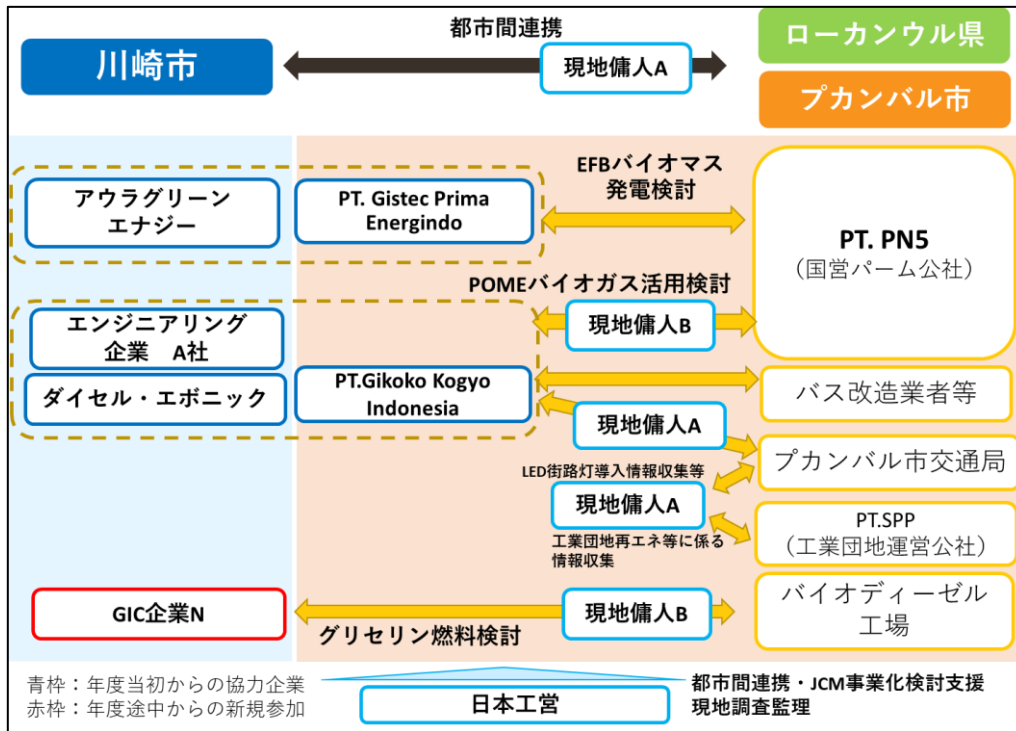 都市間連携
川崎市
現地傭人A
ローカンウル県
プカンバル市
アウラグリーン
エナジー
PT. Gistec Prima
Energindo
EFBバイオマス
発電検討
PT. PN5
（国営パーム公社）
POMEバイオガス活用検討
現地傭人B
エンジニアリング
企業　A社
ダイセル・エボニック
PT.Gikoko Kogyo
Indonesia
バス改造業者等
現地傭人A
プカンバル市交通局
LED街路灯導入情報収集等
現地傭人A
工業団地再エネ等に係る
情報収集
PT.SPP
（工業団地運営公社）
GIC企業N
現地傭人B
グリセリン燃料検討
バイオディーゼル
工場
青枠：年度当初からの協力企業
赤枠：年度途中からの新規参加
日本工営
都市間連携・JCM事業化検討支援
現地調査監理